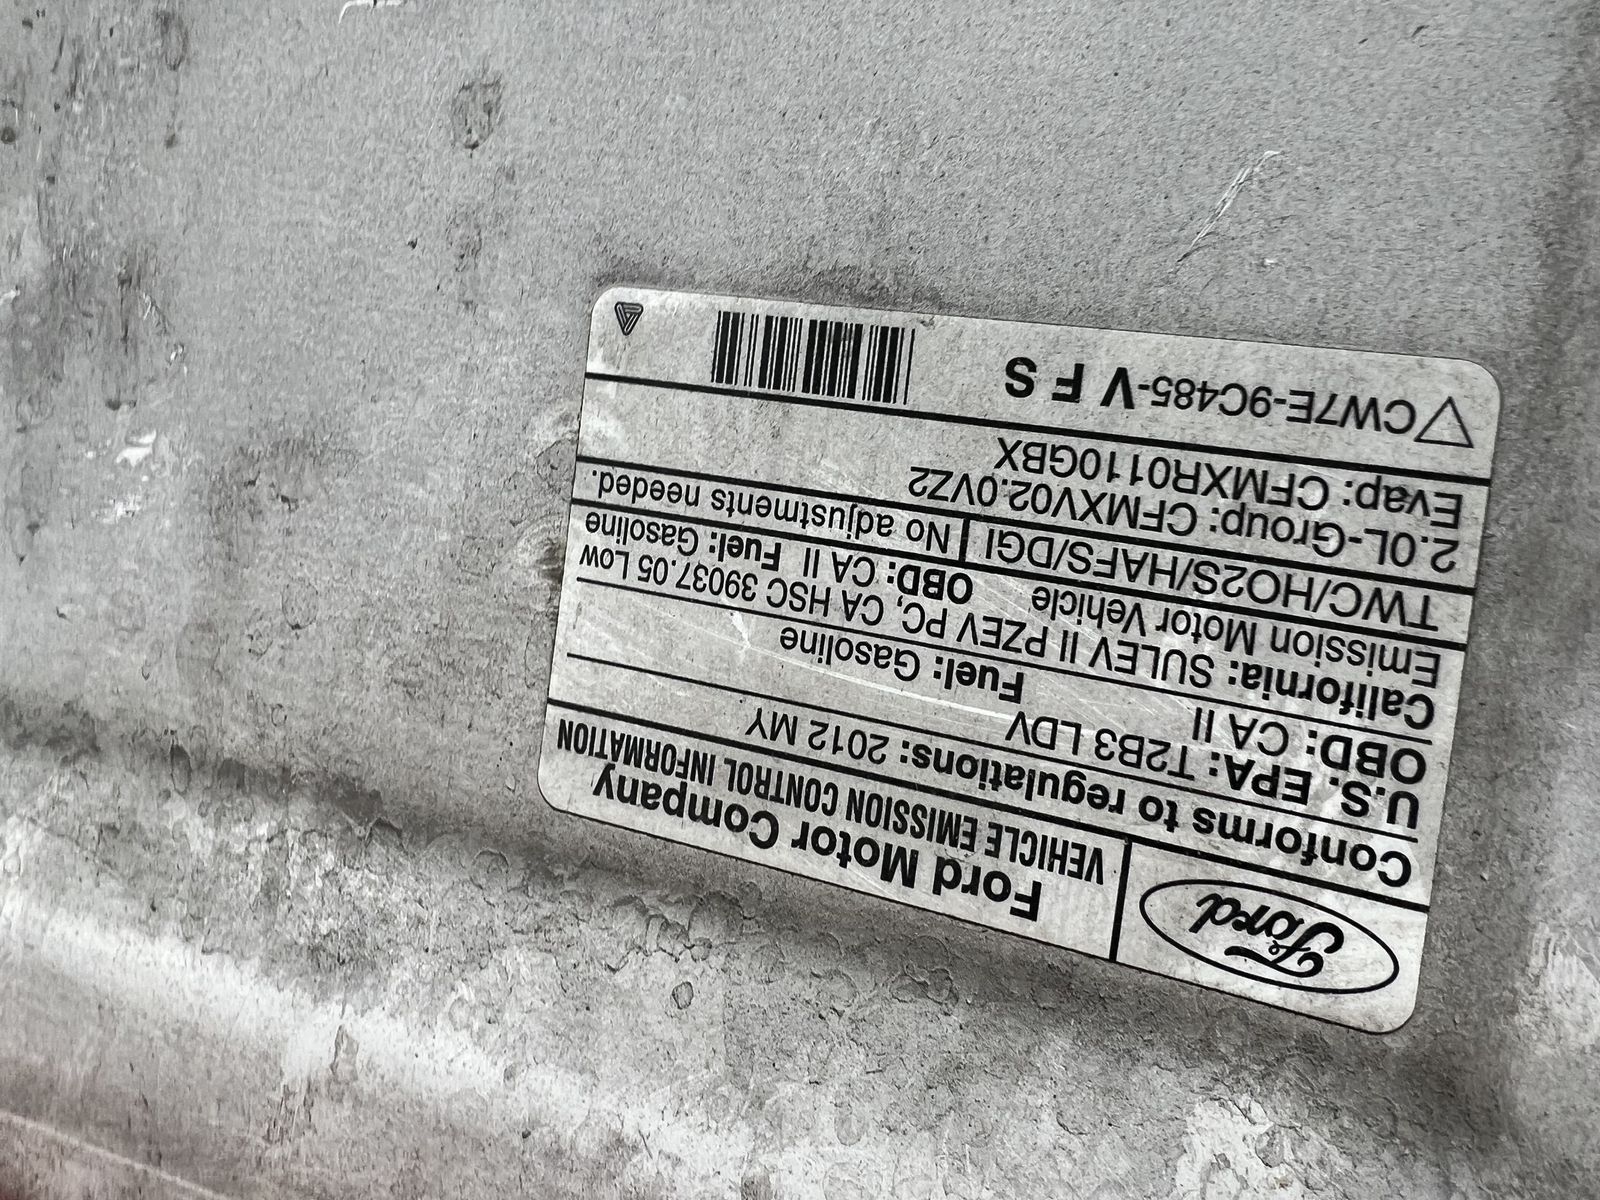 Ford
Ford Motor Company
VEHICLE EMISSION CONTROL INFORMATION
Conforms to regulations: 2012 MY
U.S. EPA: T2B3 LDV
OBD: CA II Fuel: Gasoline
California: SULEV II PZEV PC, CA HSC 39037.05 Low
Emission Motor Vehicle OBD: CA II Fuel: Gasoline
TWC/HO2S/HAFS/DGI No adjustments needed.
2.0L-Group: CFMXV02.0VZ2
Evap: CFMXR0110GBX
CW7E-9C485-V F S